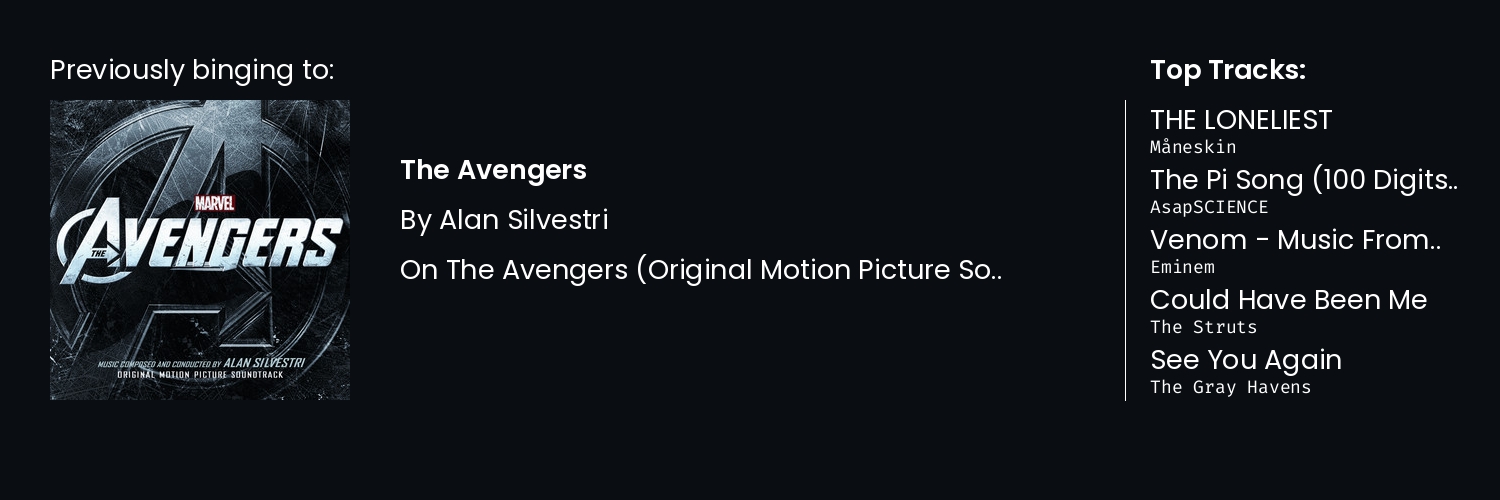 Previously binging to:
MARVEL
THE AVENGERS
MUSIC COMPOSED AND CONDUCTED BY ALAN SILVESTRI
ORIGINAL MOTION PICTURE SOUNDTRACK
The Avengers
By Alan Silvestri
On The Avengers (Original Motion Picture So..
Top Tracks:
THE LONELIEST
Måneskin
The Pi Song (100 Digits..
AsapSCIENCE
Venom - Music From..
Eminem
Could Have Been Me
The Struts
See You Again
The Gray Havens